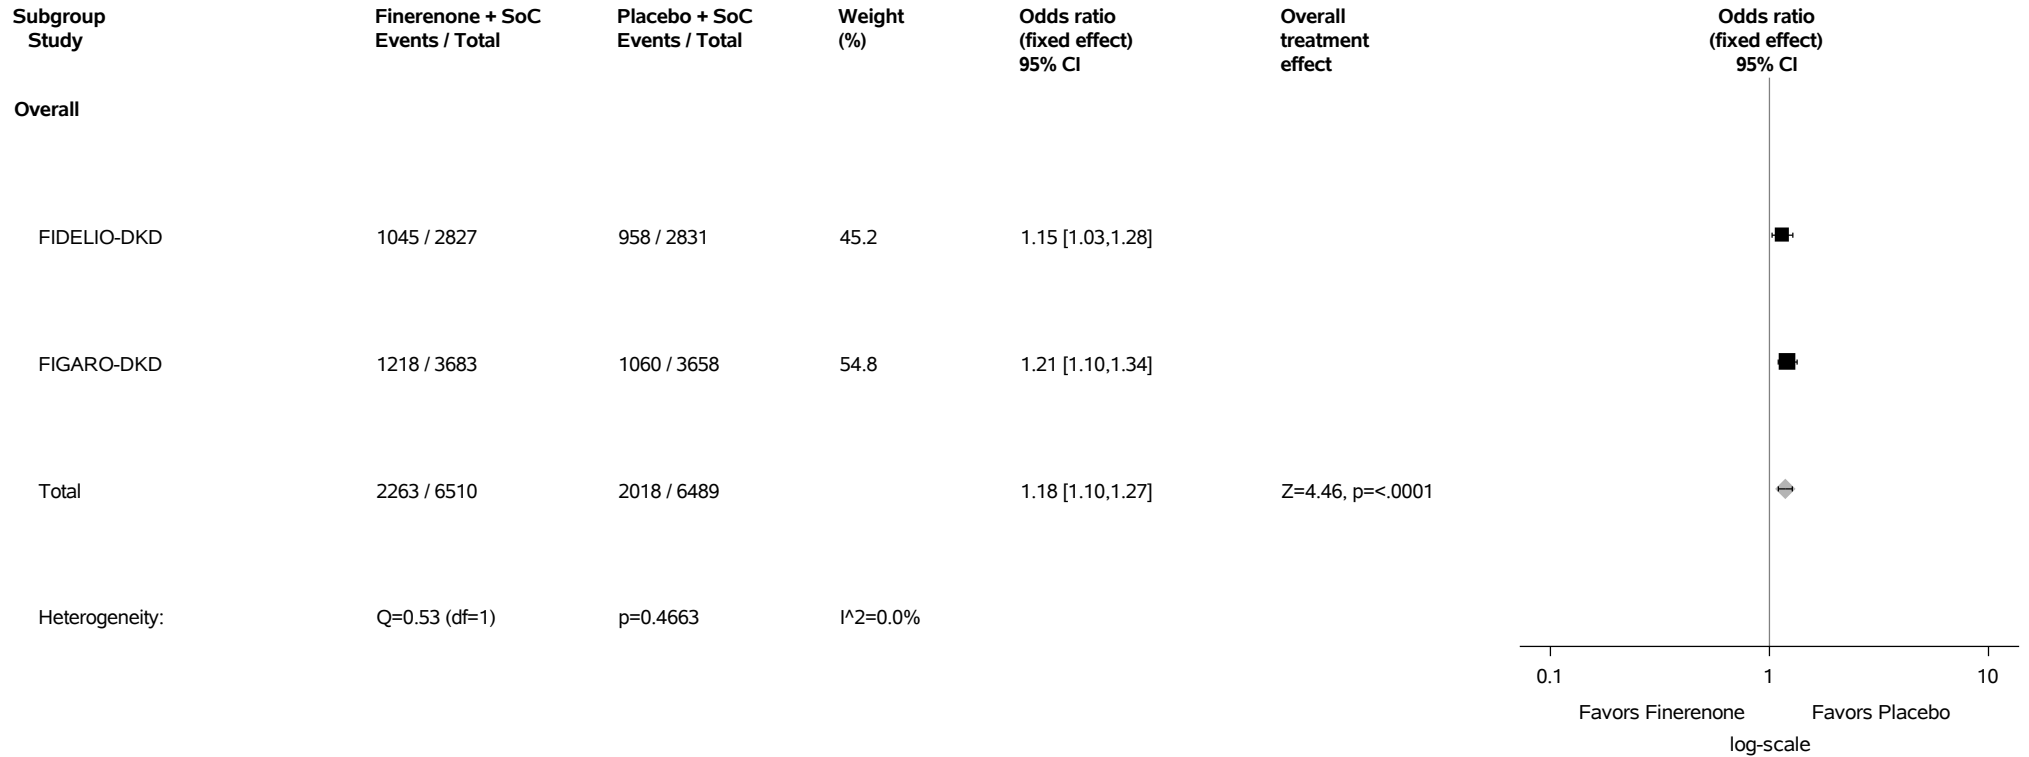 Subgroup Finerenone + SoC Placebo + SoC Weight Odds ratio Overall Odds ratio
Study Events / Total Events / Total (%) (fixed effect) treatment (fixed effect)
95% CI effect 95% CI
Overall
FIDELIO-DKD 1045 / 2827 958 / 2831 45.2 1.15 [1.03,1.28]
FIGARO-DKD 1218 / 3683 1060 / 3658 54.8 1.21 [1.10,1.34]
Total 2263 / 6510 2018 / 6489 1.18 [1.10,1.27] Z=4.46, p=<.0001
Heterogeneity: Q=0.53 (df=1) p=0.4663 I^2=0.0%
0.1 1 10
Favors Finerenone Favors Placebo
log-scale